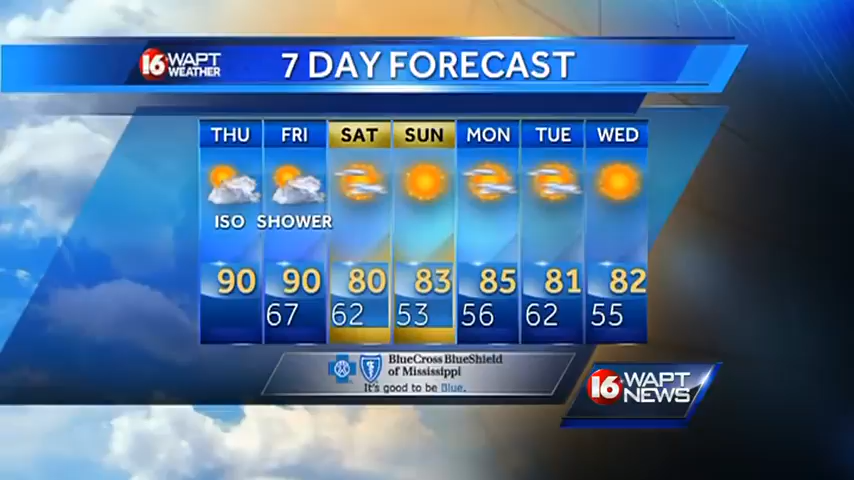 16 WAPT WEATHER 7 DAY FORECAST
THU FRI SAT SUN MON TUE WED
ISO SHOWER
90 90 80 83 85 81 82
67 62 53 56 62 55
BlueCross BlueShield
of Mississippi
It's good to be Blue.
16 WAPT
NEWS